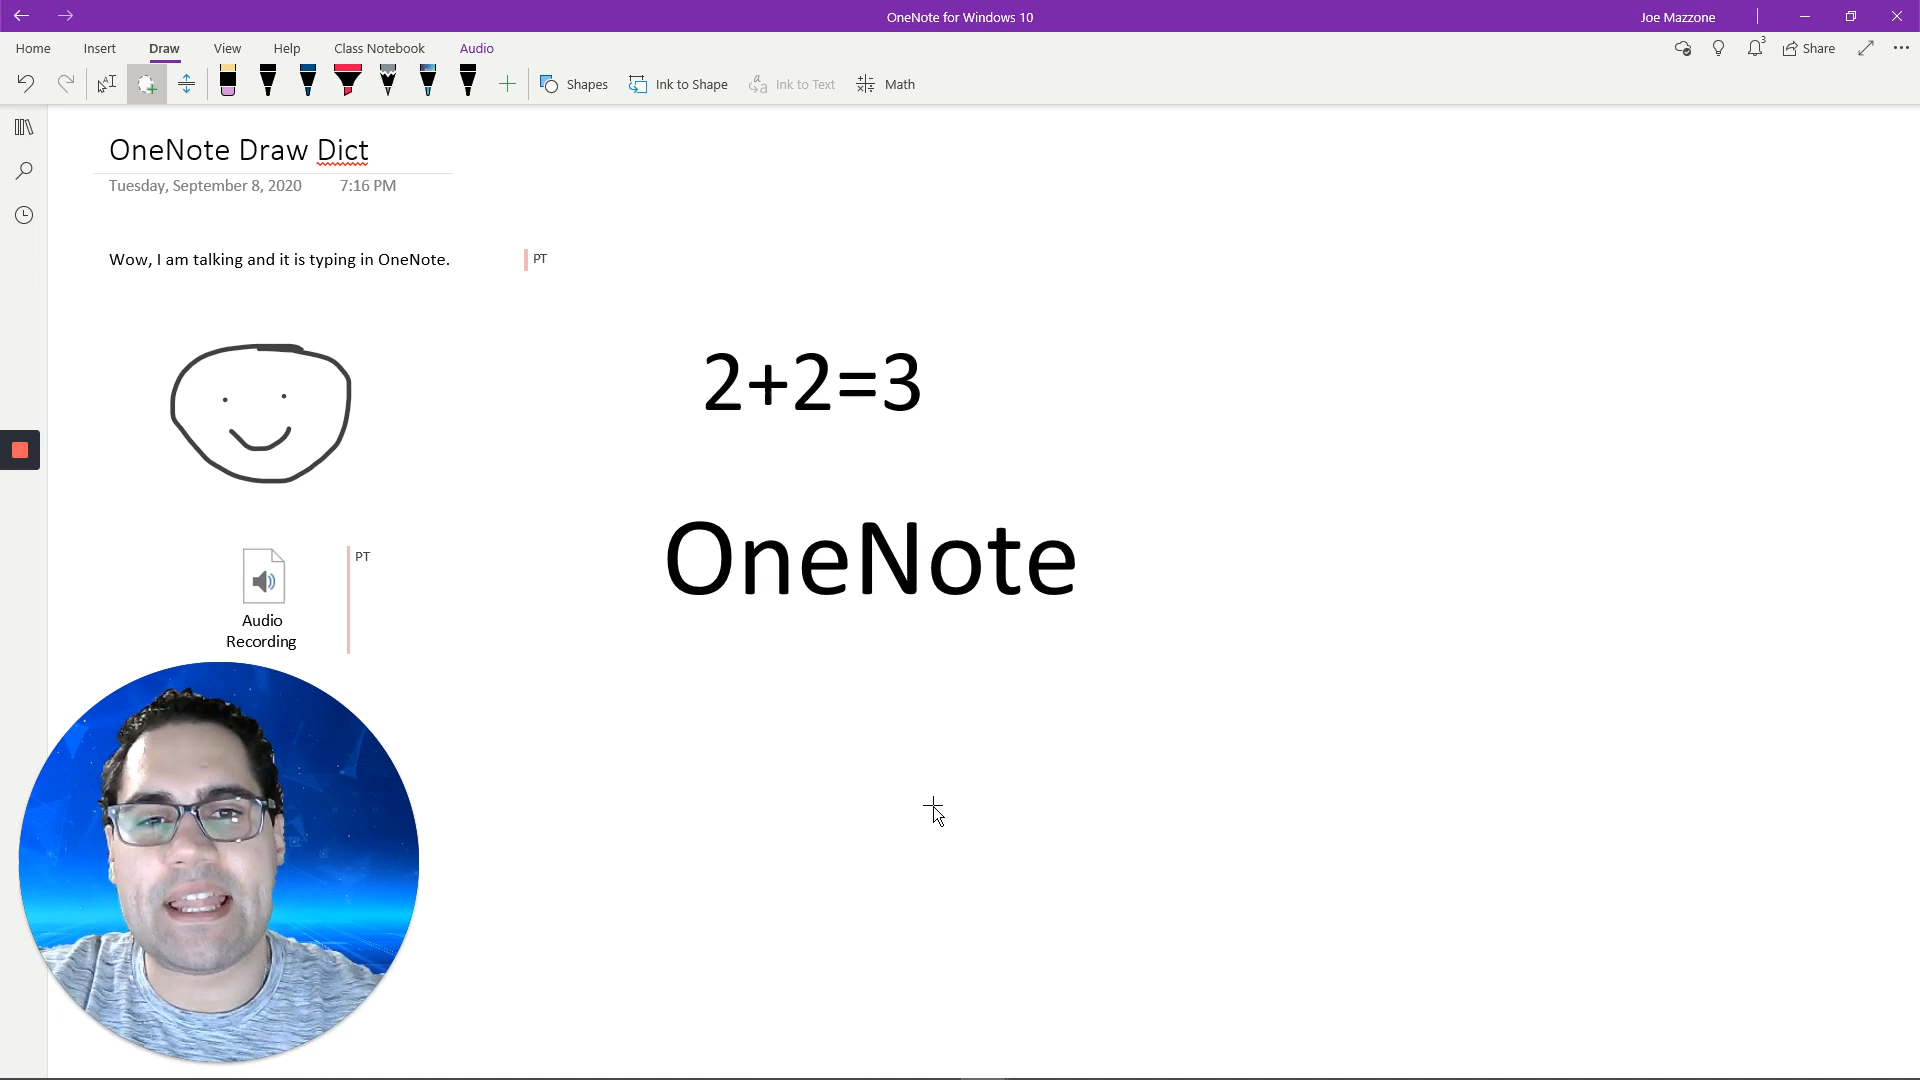 OneNote for Windows 10
Joe Mazzone
Home Insert Draw View Help Class Notebook Audio
3
Share
Shapes Ink to Shape Ink to Text Math
OneNote Draw Dict
Tuesday, September 8, 2020 7:16 PM
Wow, I am talking and it is typing in OneNote.
PT
2+2=3
OneNote
PT
Audio
Recording